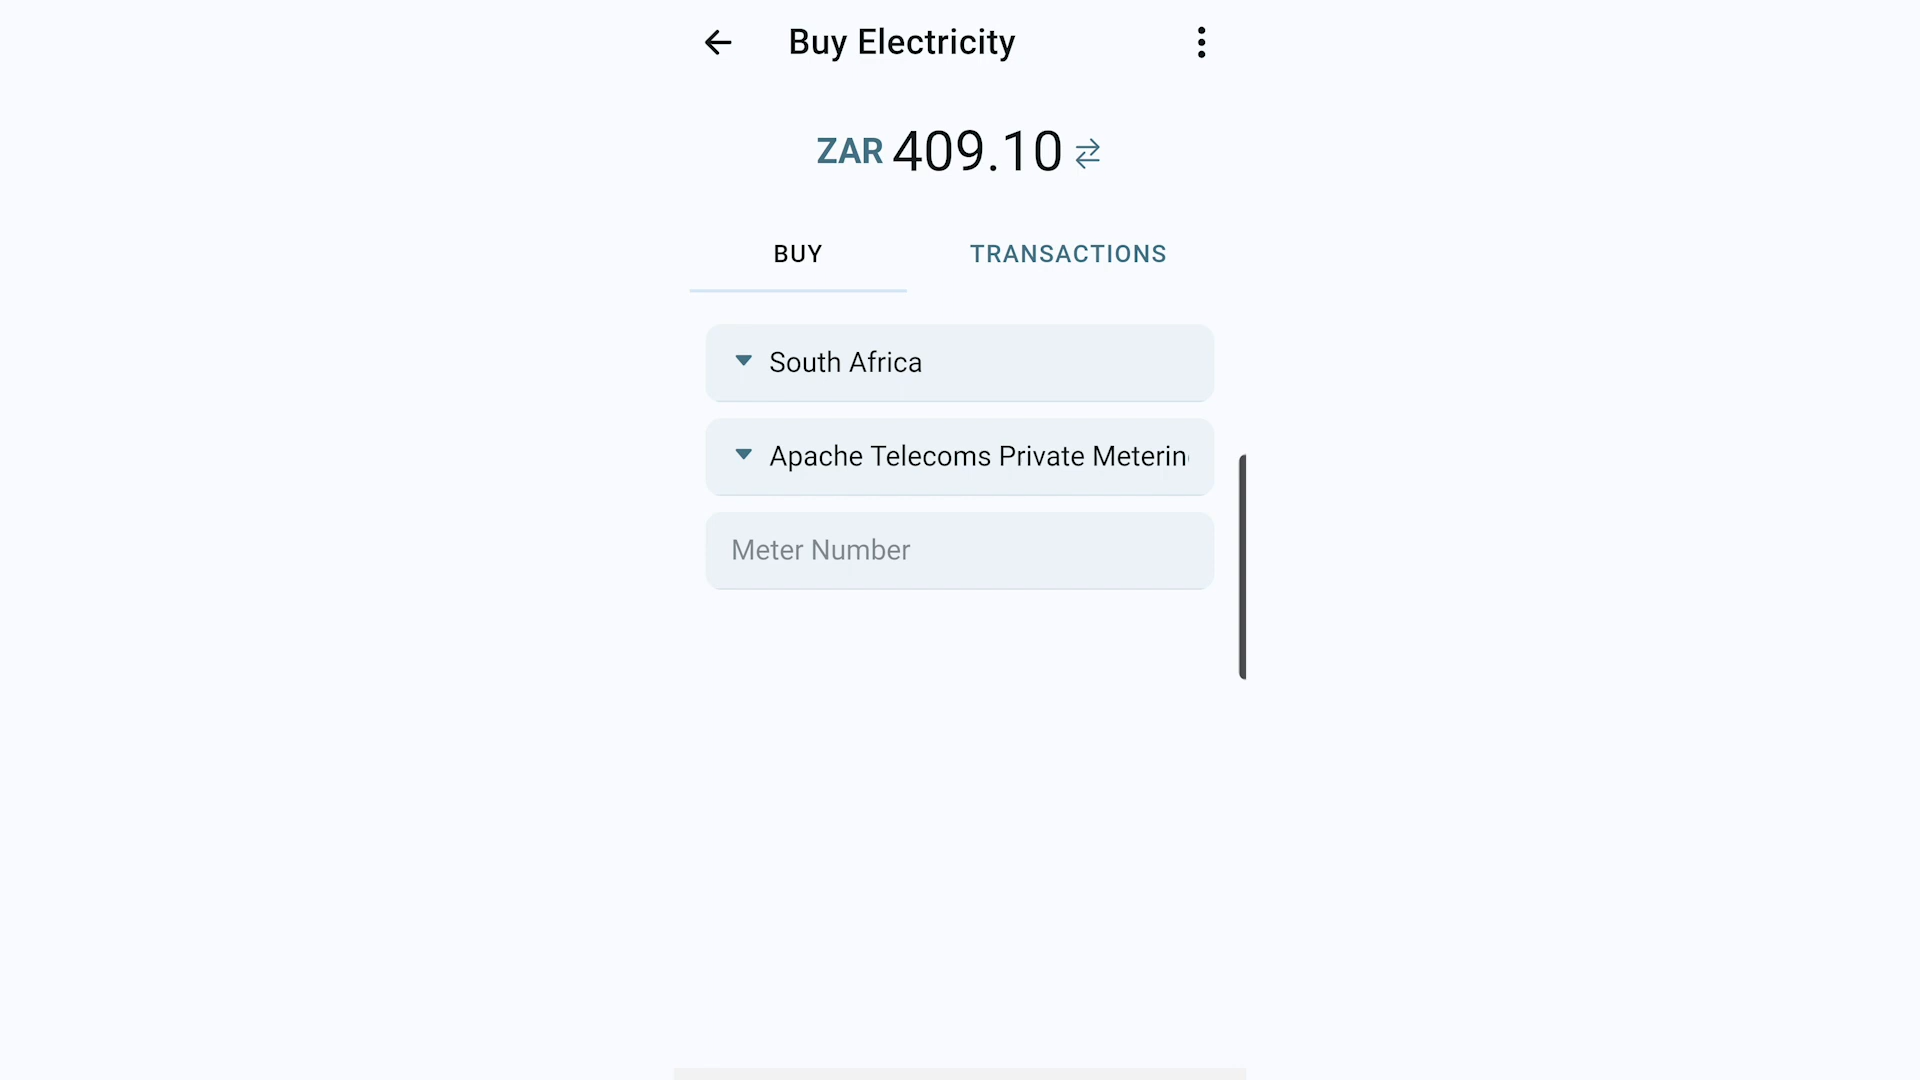 Buy Electricity
ZAR 409.10
BUY
TRANSACTIONS
South Africa
Apache Telecoms Private Meterin
Meter Number